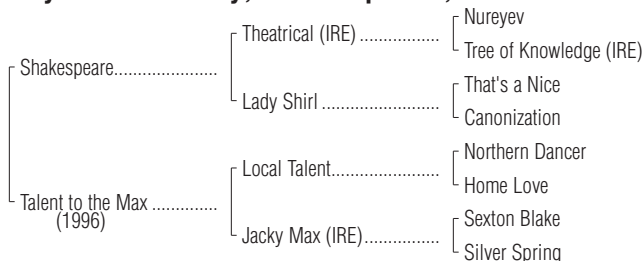 Nureyev
Theatrical (IRE) .................
Tree of Knowledge (IRE)
Shakespeare......................
That's a Nice
Lady Shirl .........................
Canonization
Northern Dancer
Local Talent.......................
Home Love
Talent to the Max ..............
(1996)
Sexton Blake
Jacky Max (IRE)................
Silver Spring